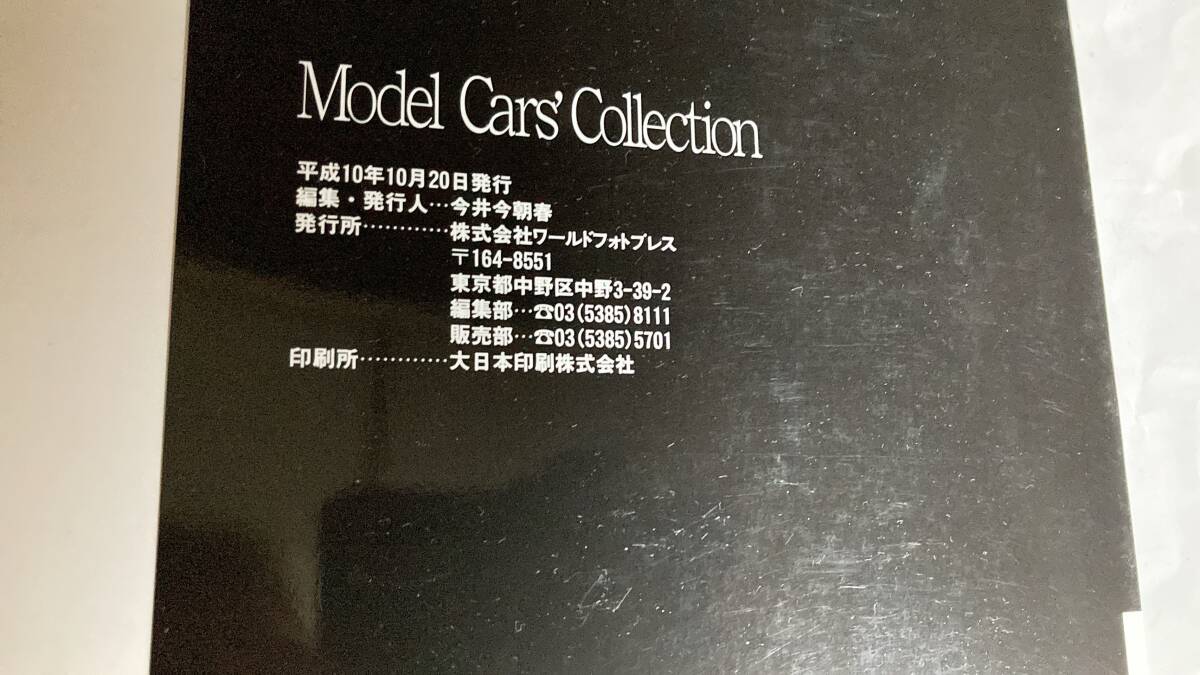 Model Cars' Collection
平成10年10月20日発行
編集・発行人…今井今朝春
発行所…………株式会社ワールドフォトプレス
〒164-8551
東京都中野区中野3-39-2
編集部…☎03(5385)8111
販売部…☎03(5385)5701
印刷所…………大日本印刷株式会社